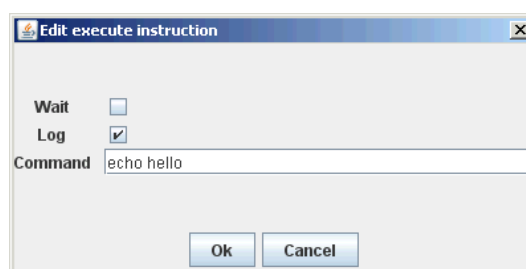 Edit execute instruction
Wait
Log
Command echo hello
Ok Cancel